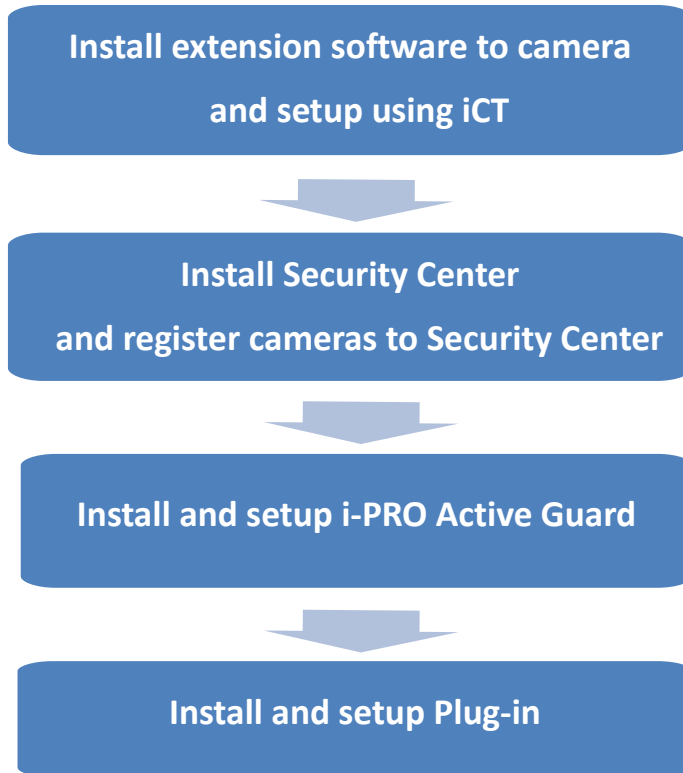 Install extension software to camera
and setup using iCT
Install Security Center
and register cameras to Security Center
Install and setup i-PRO Active Guard
Install and setup Plug-in